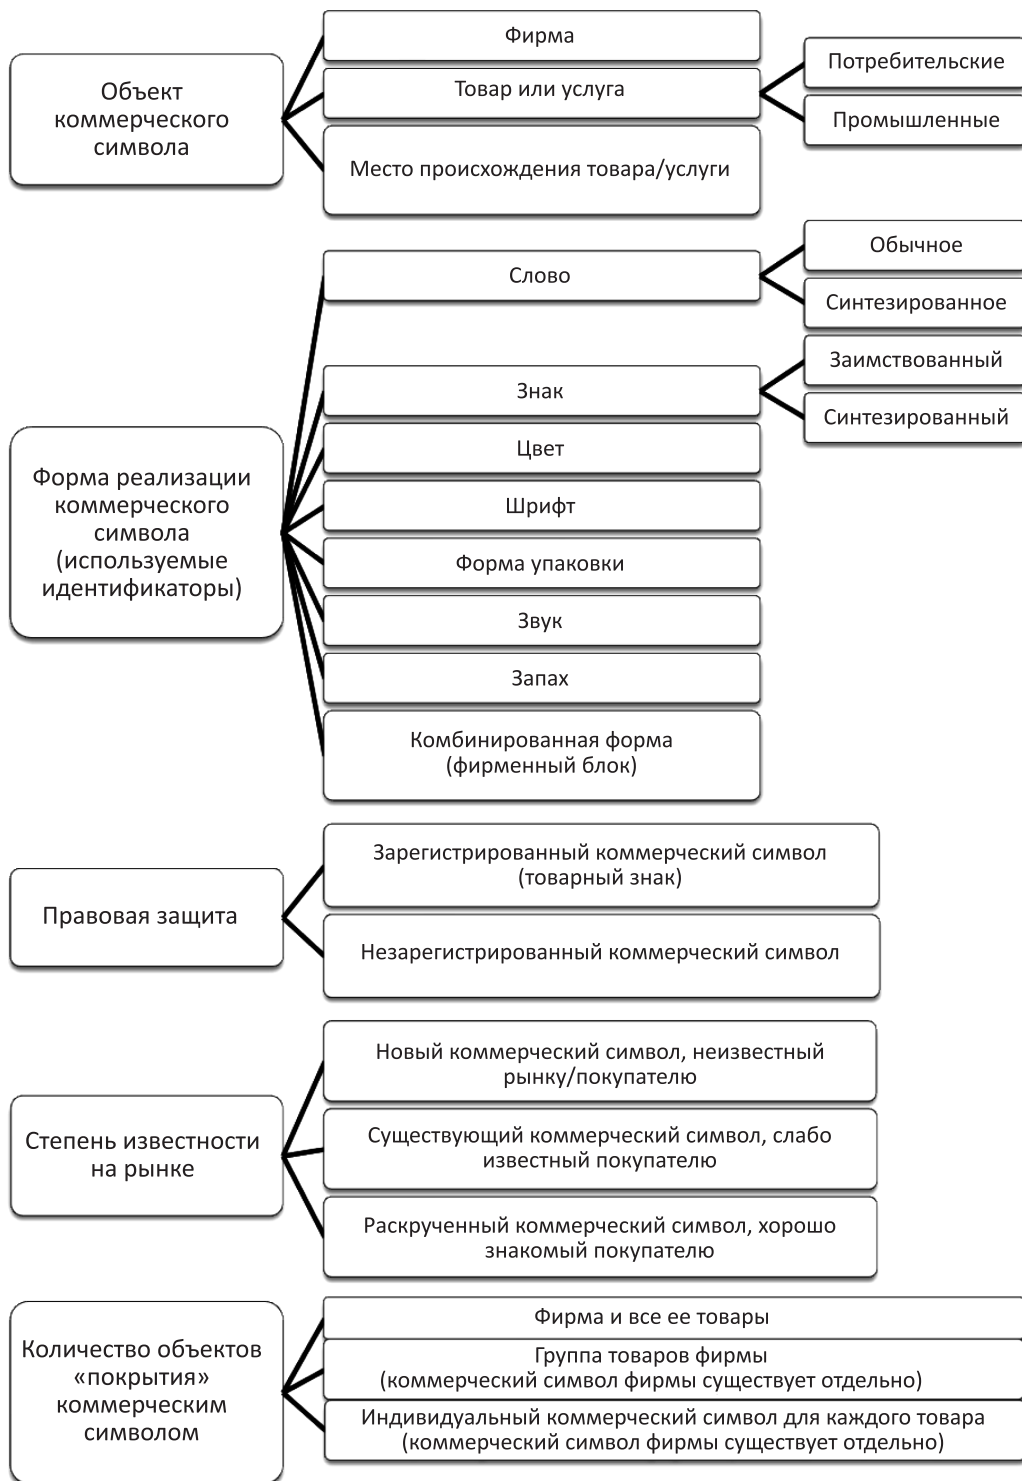 Объект
коммерческого
символа
Фирма
Товар или услуга
Место происхождения товара/услуги
Потребительские
Промышленные
Форма реализации
коммерческого
символа
(используемые
идентификаторы)
Слово
Обычное
Синтезированное
Знак
Заимствованный
Синтезированный
Цвет
Шрифт
Форма упаковки
Звук
Запах
Комбинированная форма
(фирменный блок)
Правовая защита
Зарегистрированный коммерческий символ
(товарный знак)
Незарегистрированный коммерческий символ
Степень известности
на рынке
Новый коммерческий символ, неизвестный
рынку/покупателю
Существующий коммерческий символ, слабо
известный покупателю
Раскрученный коммерческий символ, хорошо
знакомый покупателю
Количество объектов
«покрытия»
коммерческим
символом
Фирма и все ее товары
Группа товаров фирмы
(коммерческий символ фирмы существует отдельно)
Индивидуальный коммерческий символ для каждого товара
(коммерческий символ фирмы существует отдельно)